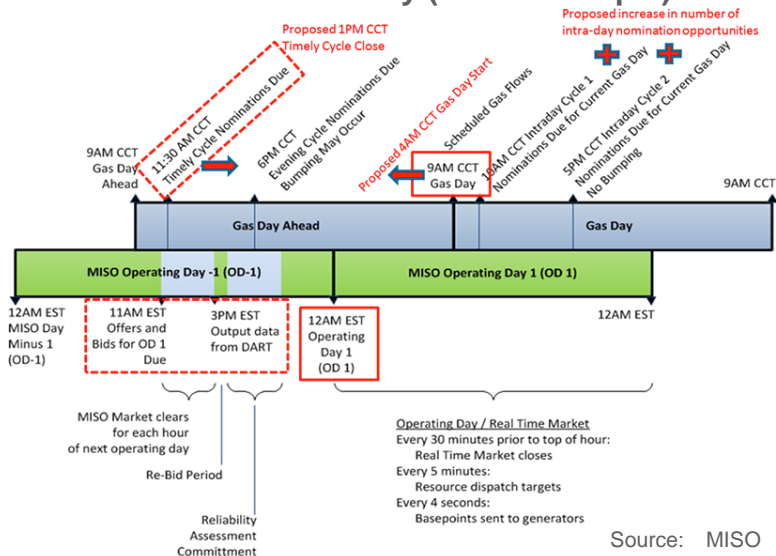 Proposed 1PM CCT
Timely Cycle Close
Proposed increase in number of
intra-day nomination opportunities
9AM CCT
Gas Day
Ahead
11:30 AM CCT
Timely Cycle Nominations Due
6PM CCT
Evening Cycle Nominations Due
Bumping May Occur
Proposed 4AM CCT Gas Day Start
9AM CCT
Gas Day
Scheduled Gas Flows
10AM CCT Intraday Cycle 1
Nominations Due for Current Gas Day
5PM CCT Intraday Cycle 2
Nominations Due for Current Gas Day
No Bumping
9AM CCT
Gas Day Ahead
Gas Day
MISO Operating Day -1 (OD-1)
MISO Operating Day 1 (OD 1)
12AM EST
MISO Day
Minus 1
(OD-1)
11AM EST
Offers and
Bids for OD 1
Due
3PM EST
Output data
from DART
12AM EST
Operating
Day 1
(OD 1)
12AM EST
MISO Market clears
for each hour
of next operating day
Re-Bid Period
Reliability
Assessment
Committment
Operating Day / Real Time Market
Every 30 minutes prior to top of hour:
Real Time Market closes
Every 5 minutes:
Resource dispatch targets
Every 4 seconds:
Basepoints sent to generators
Source: MISO